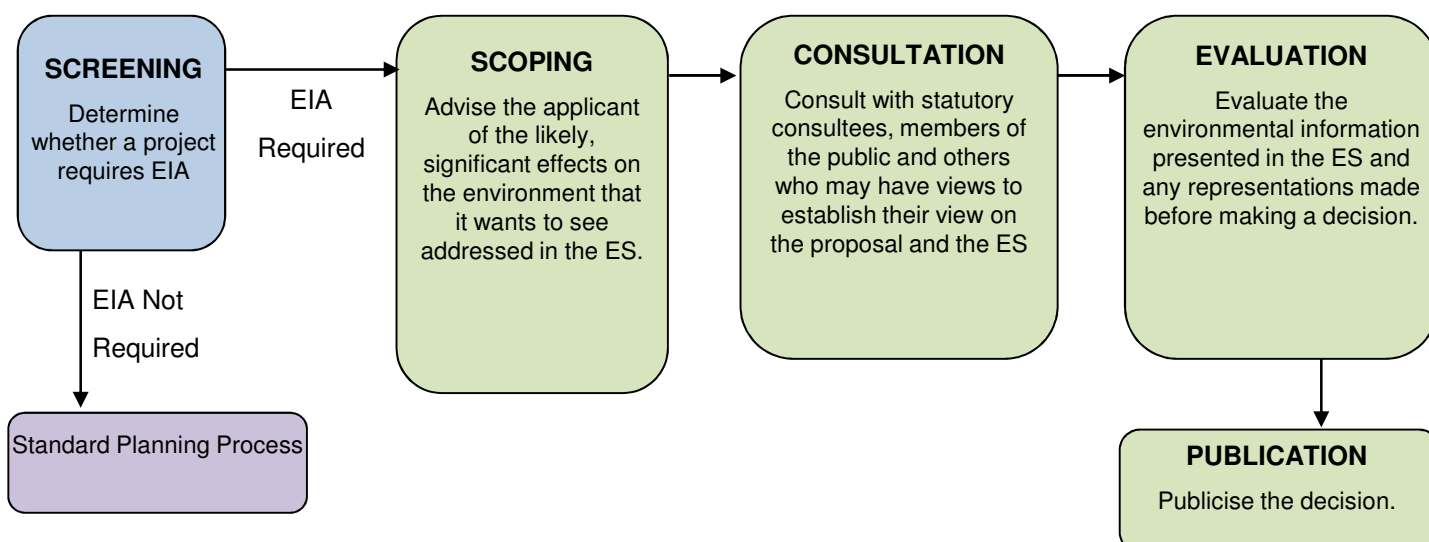 SCREENING
Determine
whether a project
requires EIA
EIA
Required
EIA Not
Required
Standard Planning Process
SCOPING
Advise the applicant
of the likely,
significant effects on
the environment that
it wants to see
addressed in the ES.
CONSULTATION
Consult with statutory
consultees, members of
the public and others
who may have views to
establish their view on
the proposal and the ES
EVALUATION
Evaluate the
environmental information
presented in the ES and
any representations made
before making a decision.
PUBLICATION
Publicise the decision.